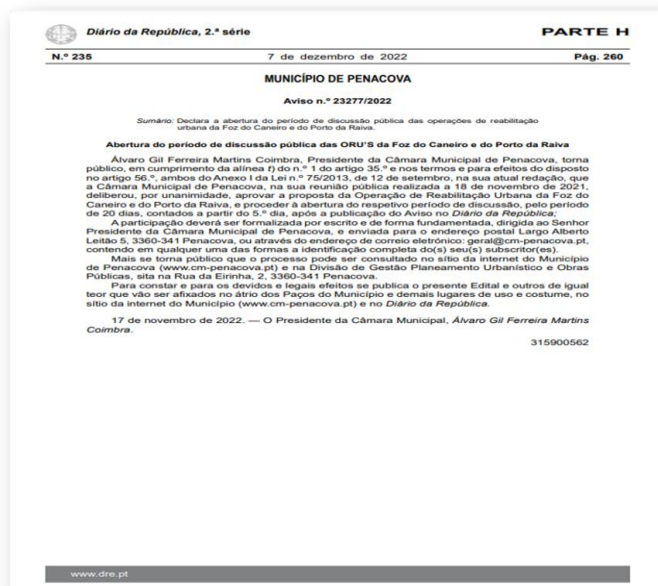 Diário da República, 2.ª série
PARTE H
N.º 235
7 de dezembro de 2022
Pág. 260
MUNICÍPIO DE PENACOVA
Aviso n.º 23277/2022
Sumário: Declara a abertura do período de discussão pública das operações de reabilitação
urbana da Foz do Caneiro e do Porto da Raiva.
Abertura do período de discussão pública das ORU'S da Foz do Caneiro e do Porto da Raiva
Álvaro Gil Ferreira Martins Coimbra, Presidente da Câmara Municipal de Penacova, torna
público, em cumprimento da alínea t) do n.º 1 do artigo 35.º e nos termos e para efeitos do disposto
no artigo 56.º, ambos do Anexo I da Lei n.º 75/2013, de 12 de setembro, na sua atual redação, que
a Câmara Municipal de Penacova, na sua reunião pública realizada a 18 de novembro de 2021,
deliberou, por unanimidade, aprovar a proposta da Operação de Reabilitação Urbana da Foz do
Caneiro e do Porto da Raiva, e proceder à abertura do respetivo período de discussão, pelo período
de 20 dias, contados a partir do 5.º dia, após a publicação do Aviso no Diário da República;
A participação deverá ser formalizada por escrito e de forma fundamentada, dirigida ao Senhor
Presidente da Câmara Municipal de Penacova, e enviada para o endereço postal Largo Alberto
Leitão 5, 3360-341 Penacova, ou através do endereço de correio eletrónico: geral@cm-penacova.pt,
contendo em qualquer uma das formas a identificação completa do(s) seu(s) subscritor(es).
Mais se torna público que o processo pode ser consultado no sítio da internet do Município
de Penacova (www.cm-penacova.pt) e na Divisão de Gestão Planeamento Urbanístico e Obras
Públicas, sita na Rua da Eirinha, 2, 3360-341 Penacova.
Para constar e para os devidos e legais efeitos se publica o presente Edital e outros de igual
teor que vão ser afixados no átrio dos Paços do Município e demais lugares de uso e costume, no
sítio da internet do Município (www.cm-penacova.pt) e no Diário da República.
17 de novembro de 2022. — O Presidente da Câmara Municipal, Álvaro Gil Ferreira Martins
Coimbra.
315900562
www.dre.pt